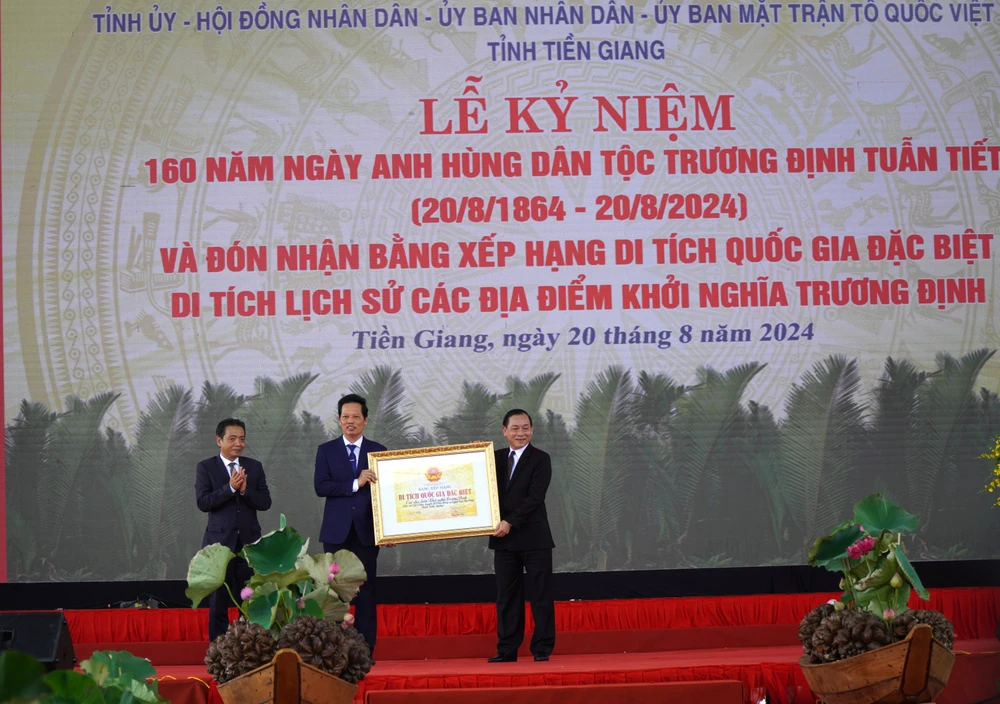 TỈNH ỦY - HỘI ĐỒNG NHÂN DÂN - ỦY BAN NHÂN DÂN - ỦY BAN MẶT TRẬN TỔ QUỐC VIỆT
TỈNH TIỀN GIANG
LỄ KỶ NIỆM
160 NĂM NGÀY ANH HÙNG DÂN TỘC TRƯƠNG ĐỊNH TUẪN TIẾT
(20/8/1864 - 20/8/2024)
VÀ ĐÓN NHẬN BẰNG XẾP HẠNG DI TÍCH QUỐC GIA ĐẶC BIỆT
DI TÍCH LỊCH SỬ CÁC ĐỊA ĐIỂM KHỞI NGHĨA TRƯƠNG ĐỊNH
Tiền Giang, ngày 20 tháng 8 năm 2024
BẰNG XẾP HẠNG
DI TÍCH QUỐC GIA ĐẶC BIỆT